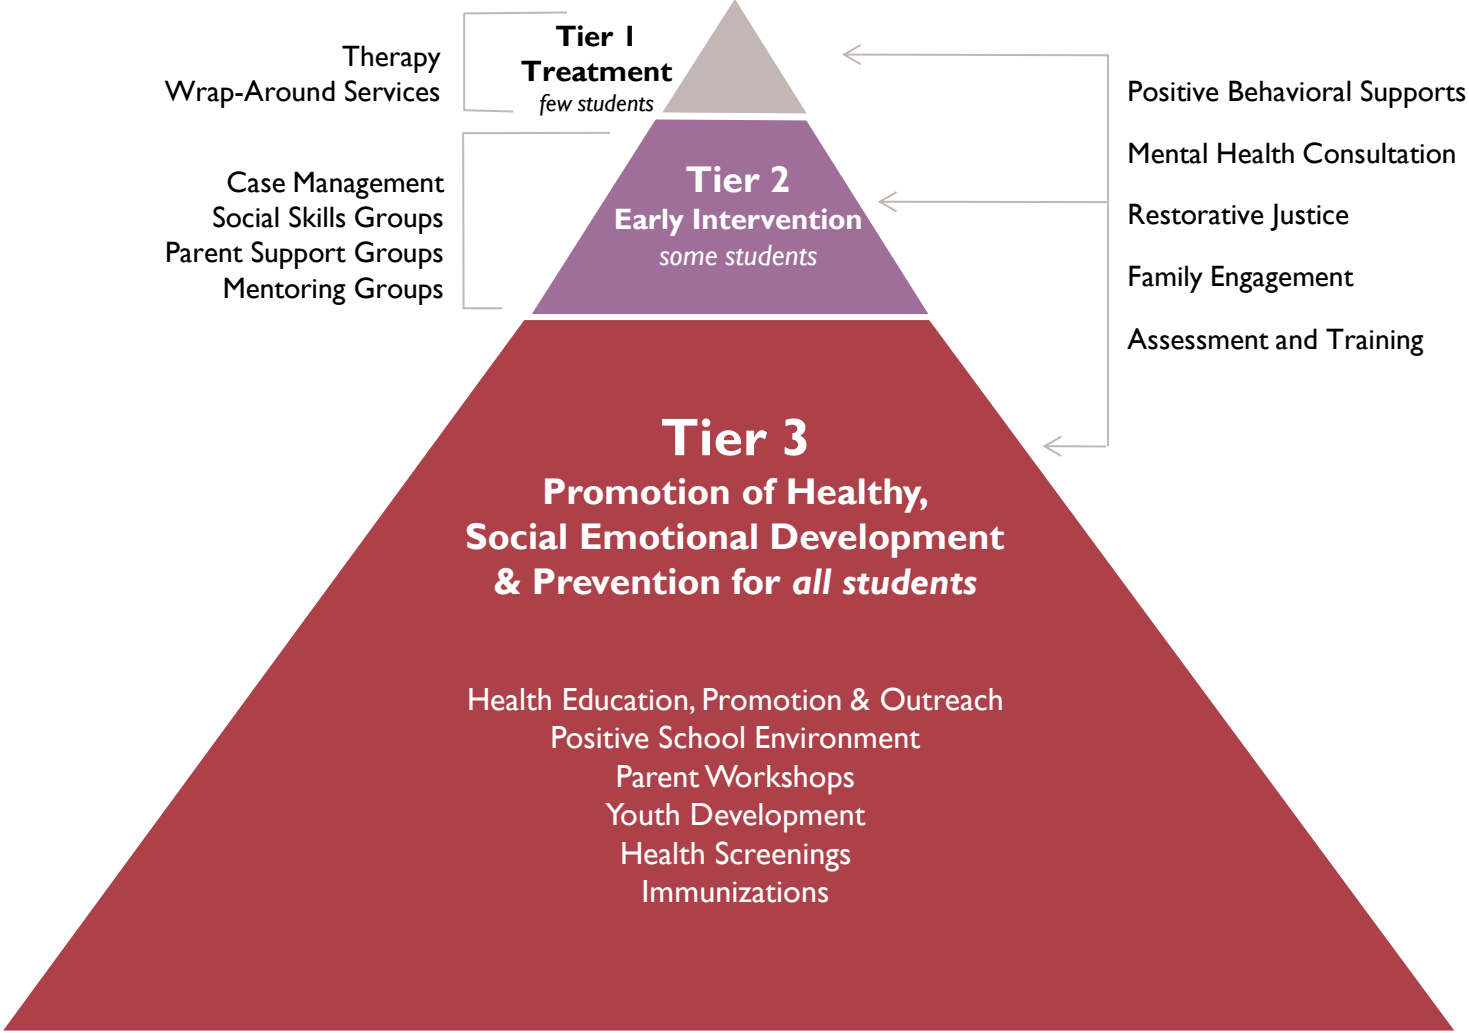 Therapy
Wrap-Around Services
Tier 1
Treatment
few students
Case Management
Social Skills Groups
Parent Support Groups
Mentoring Groups
Tier 2
Early Intervention
some students
Positive Behavioral Supports
Mental Health Consultation
Restorative Justice
Family Engagement
Assessment and Training
Tier 3
Promotion of Healthy,
Social Emotional Development
& Prevention for all students
Health Education, Promotion & Outreach
Positive School Environment
Parent Workshops
Youth Development
Health Screenings
Immunizations